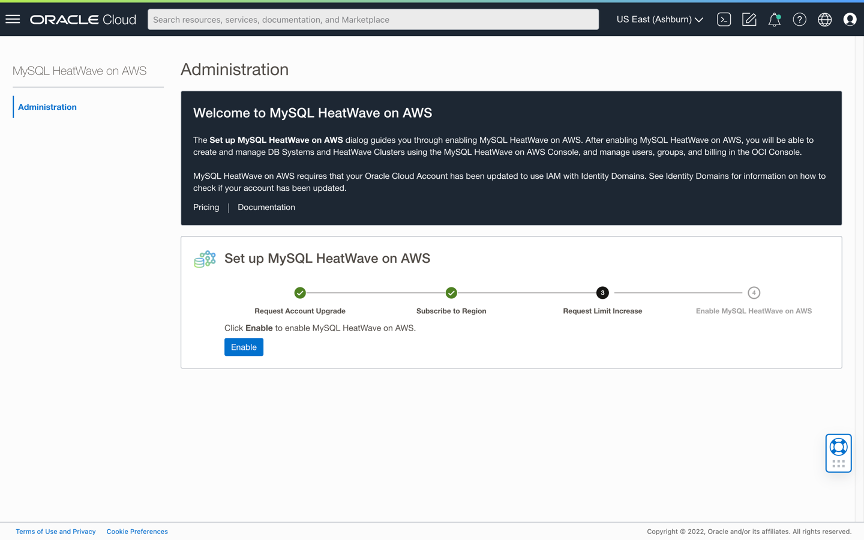 ORACLE Cloud
Search resources, services, documentation, and Marketplace
US East (Ashburn)
MySQL HeatWave on AWS
Administration
Administration
Welcome to MySQL HeatWave on AWS
The Set up MySQL HeatWave on AWS dialog guides you through enabling MySQL HeatWave on AWS. After enabling MySQL HeatWave on AWS, you will be able to
create and manage DB Systems and HeatWave Clusters using the MySQL HeatWave on AWS Console, and manage users, groups, and billing in the OCI Console.
MySQL HeatWave on AWS requires that your Oracle Cloud Account has been updated to use IAM with Identity Domains. See Identity Domains for information on how to
check if your account has been updated.
Pricing | Documentation
Set up MySQL HeatWave on AWS
3
4
Request Account Upgrade
Subscribe to Region
Request Limit Increase
Enable MySQL HeatWave on AWS
Click Enable to enable MySQL HeatWave on AWS.
Enable
Terms of Use and Privacy
Cookie Preferences
Copyright © 2022, Oracle and/or its affiliates. All rights reserved.